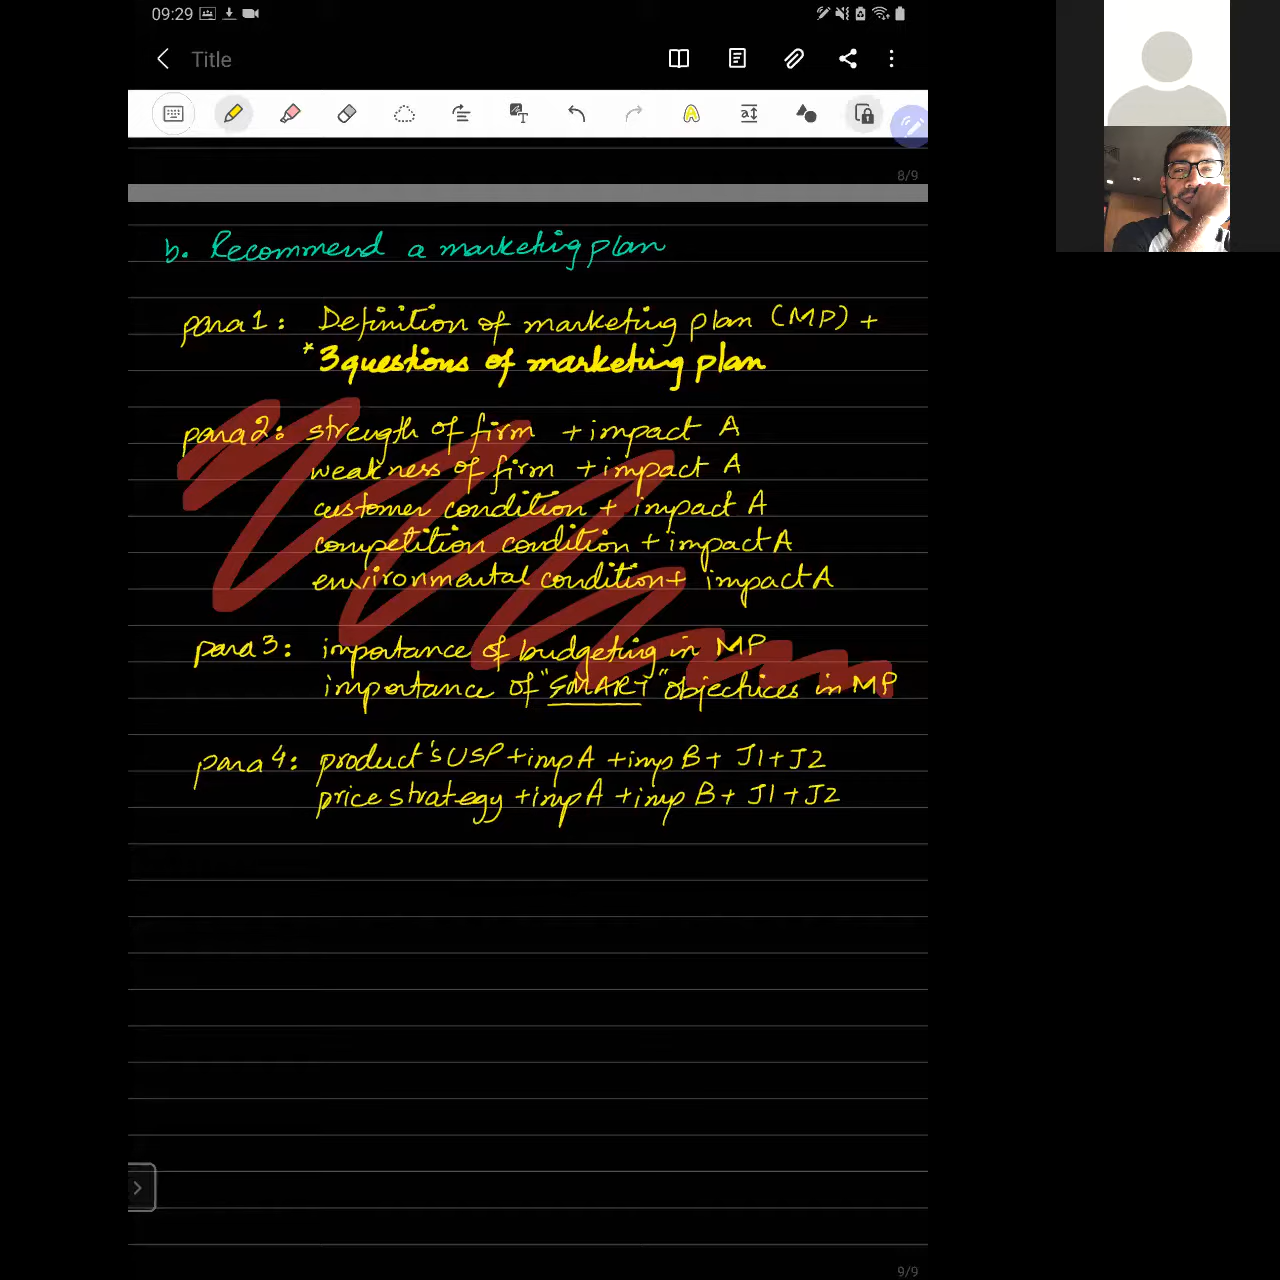 09:29
Title
8/9
b. Recommend a marketing plan
para 1: Definition of marketing plan (MP) +
* 3 questions of marketing plan
para 2: strength of firm + impact A
weakness of firm + impact A
customer condition + impact A
competition condition + impact A
environmental condition + impact A
para 3: importance of budgeting in MP
importance of "SMART" objectives in MP
para 4: product's USP + imp A + imp B + J1 + J2
price strategy + imp A + imp B + J1 + J2
9/9